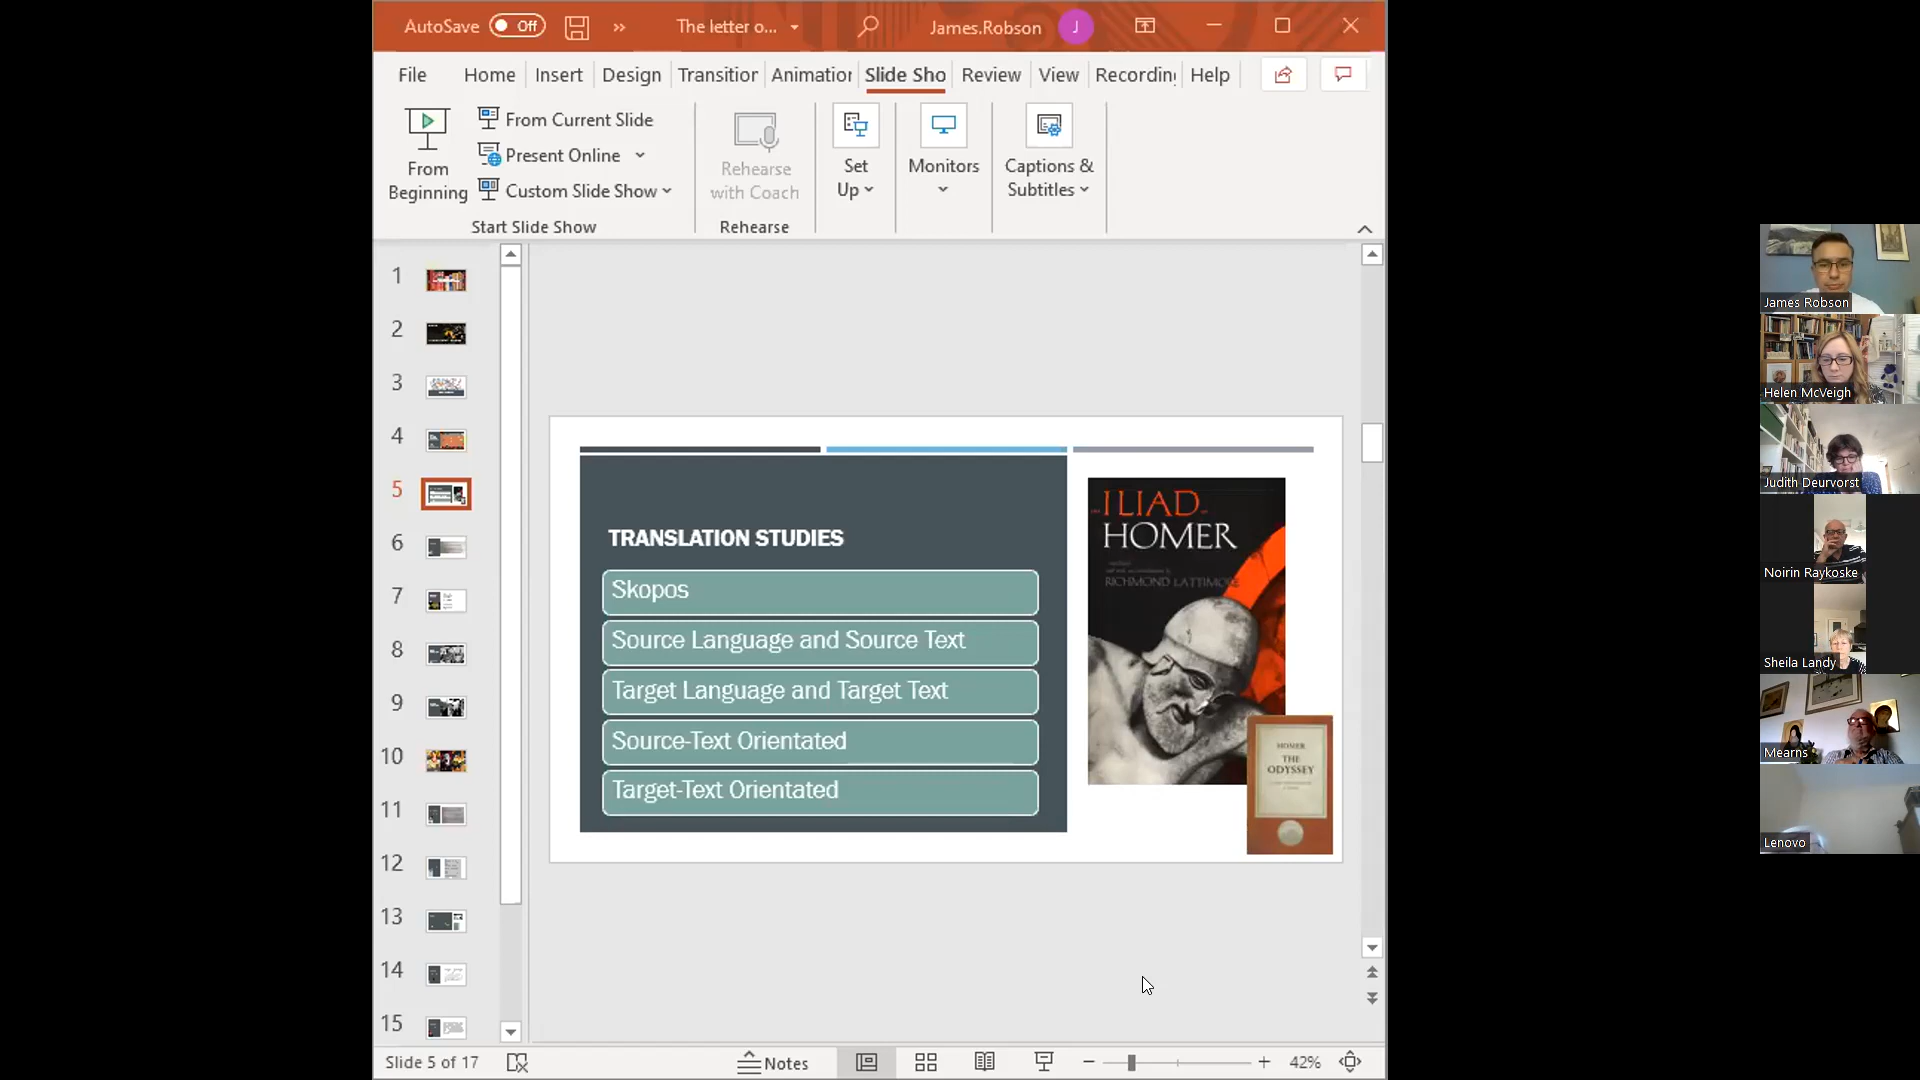 AutoSave Off » The letter o... James.Robson J
File Home Insert Design Transition Animation Slide Sho Review View Recording Help
From Beginning
From Current Slide
Present Online
Custom Slide Show
Start Slide Show
Rehearse with Coach
Rehearse
Set Up
Monitors
Captions & Subtitles
1
2
3
4
5
6
7
8
9
10
11
12
13
14
15
TRANSLATION STUDIES
Skopos
Source Language and Source Text
Target Language and Target Text
Source-Text Orientated
Target-Text Orientated
ILIAD
HOMER
RICHMOND LATTIMORE
HOMER
THE
ODYSSEY
Slide 5 of 17
Notes
42%
James Robson
Helen McVeigh
Judith Deurvorst
Noirin Raykoske
Sheila Landy
Mearns
Lenovo